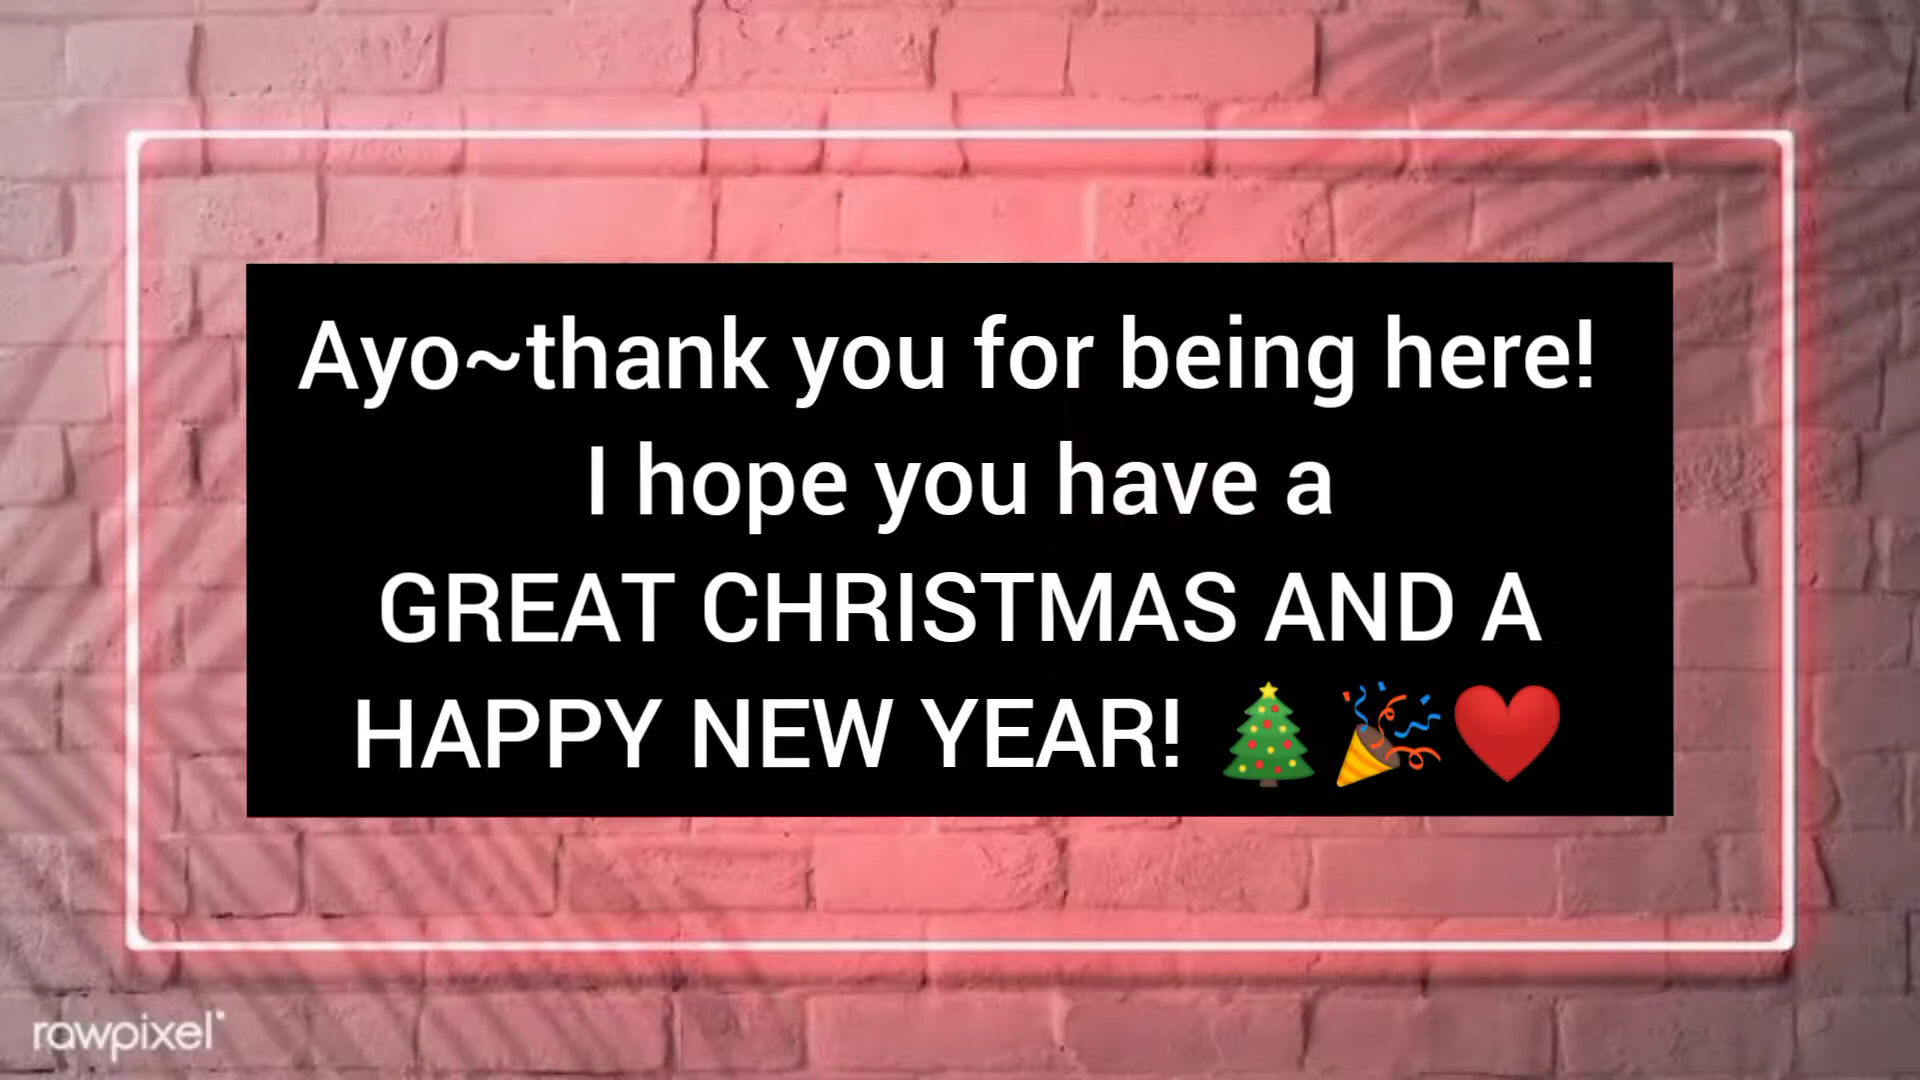 Ayo~thank you for being here!
I hope you have a
GREAT CHRISTMAS AND A
HAPPY NEW YEAR! 🎄🎉❤️
rawpixel